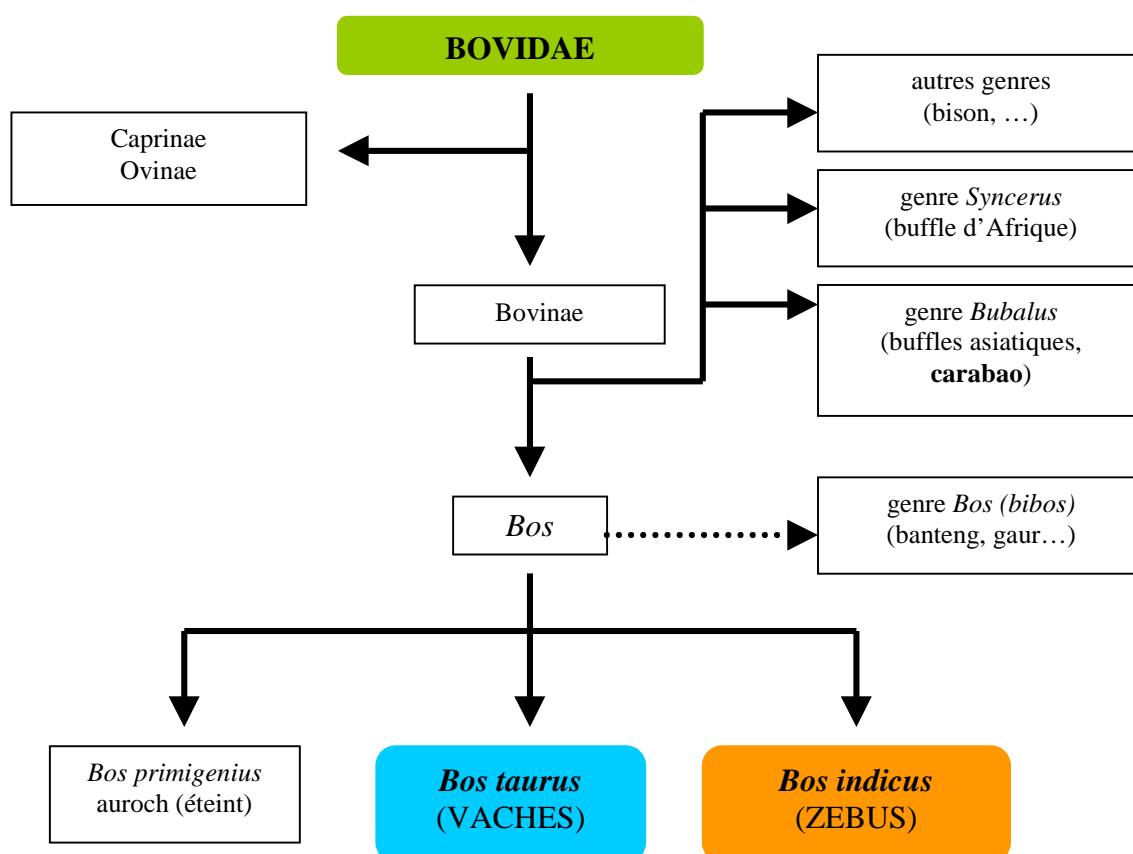 BOVIDAE
autres genres
(bison, …)
Caprinae
Ovinae
genre Syncerus
(buffle d’Afrique)
Bovinae
genre Bubalus
(buffles asiatiques,
carabao)
Bos
genre Bos (bibos)
(banteng, gaur…)
Bos primigenius
auroch (éteint)
Bos taurus
(VACHES)
Bos indicus
(ZEBUS)